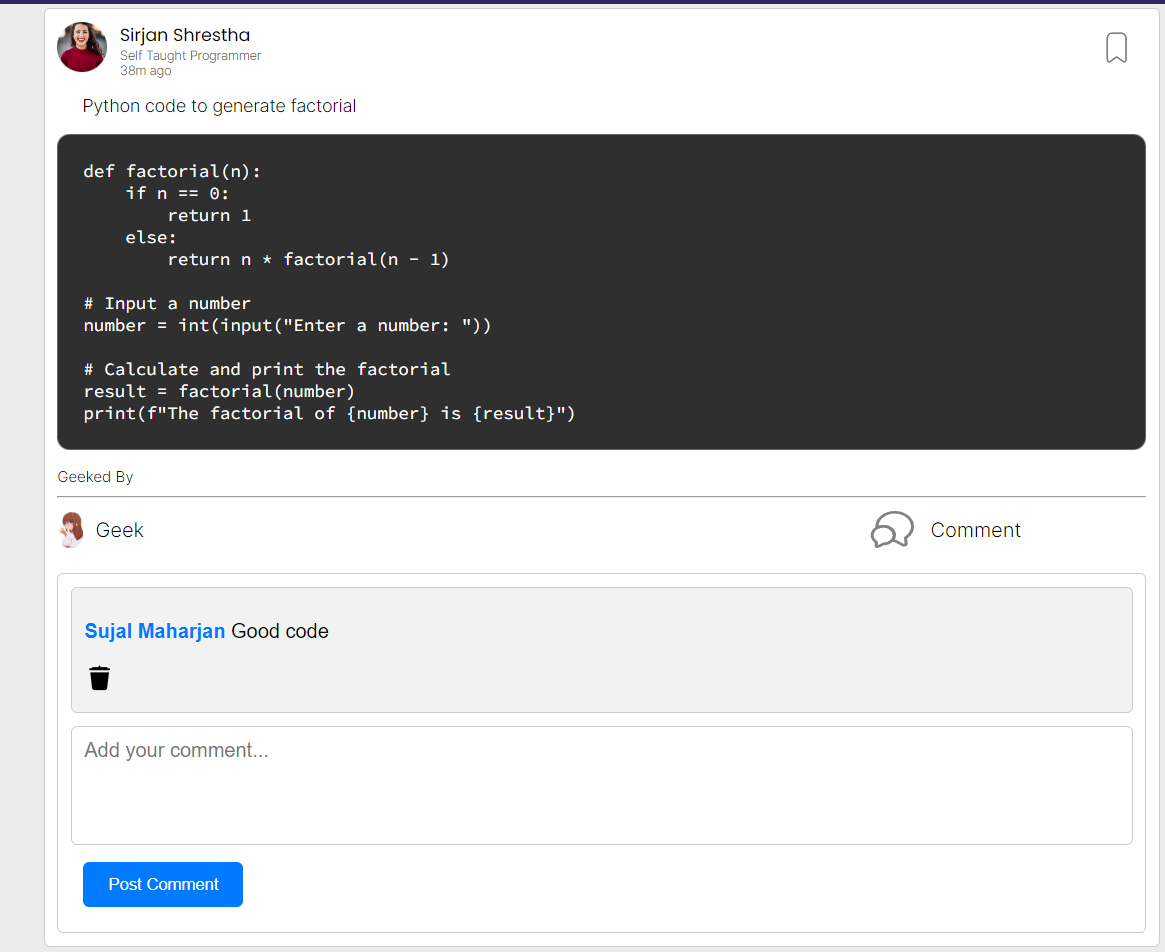 Sirjan Shrestha
Self Taught Programmer
38m ago
Python code to generate factorial
def factorial(n):
    if n == 0:
        return 1
    else:
        return n * factorial(n - 1)

# Input a number
number = int(input("Enter a number: "))

# Calculate and print the factorial
result = factorial(number)
print(f"The factorial of {number} is {result}")
Geeked By
Geek Comment
Sujal Maharjan Good code
Add your comment...
Post Comment